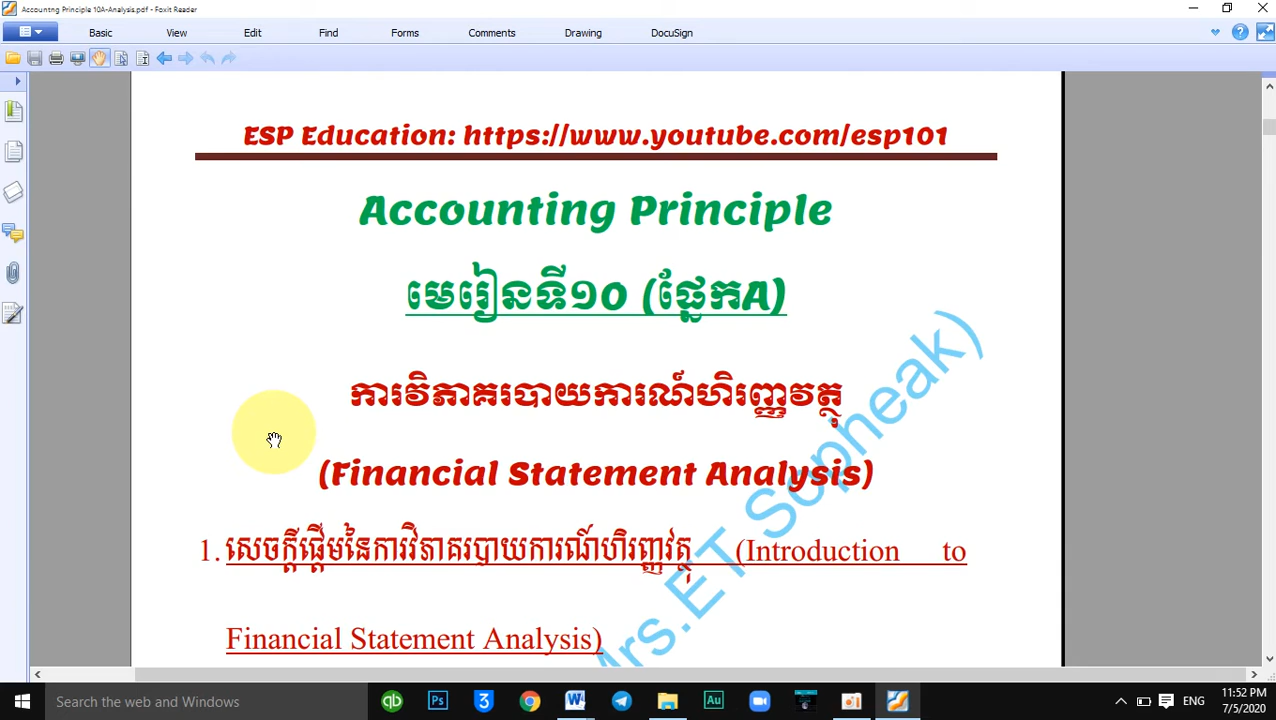 Accountng Principle 10A-Analysis.pdf - Foxit Reader
Basic View Edit Find Forms Comments Drawing DocuSign
ESP Education: https://www.youtube.com/esp101
Accounting Principle
មេរៀនទី១០ (ផ្នែកA)
ការវិភាគរបាយការណ៍ហិរញ្ញវត្ថុ
(Financial Statement Analysis)
1. សេចក្ដីផ្ដើមនៃការវិភាគរបាយការណ៍ហិរញ្ញវត្ថុ (Introduction to
Financial Statement Analysis)
Mrs.ET Sopheak)
Search the web and Windows
Ps
W
Au
ENG
11:52 PM
7/5/2020